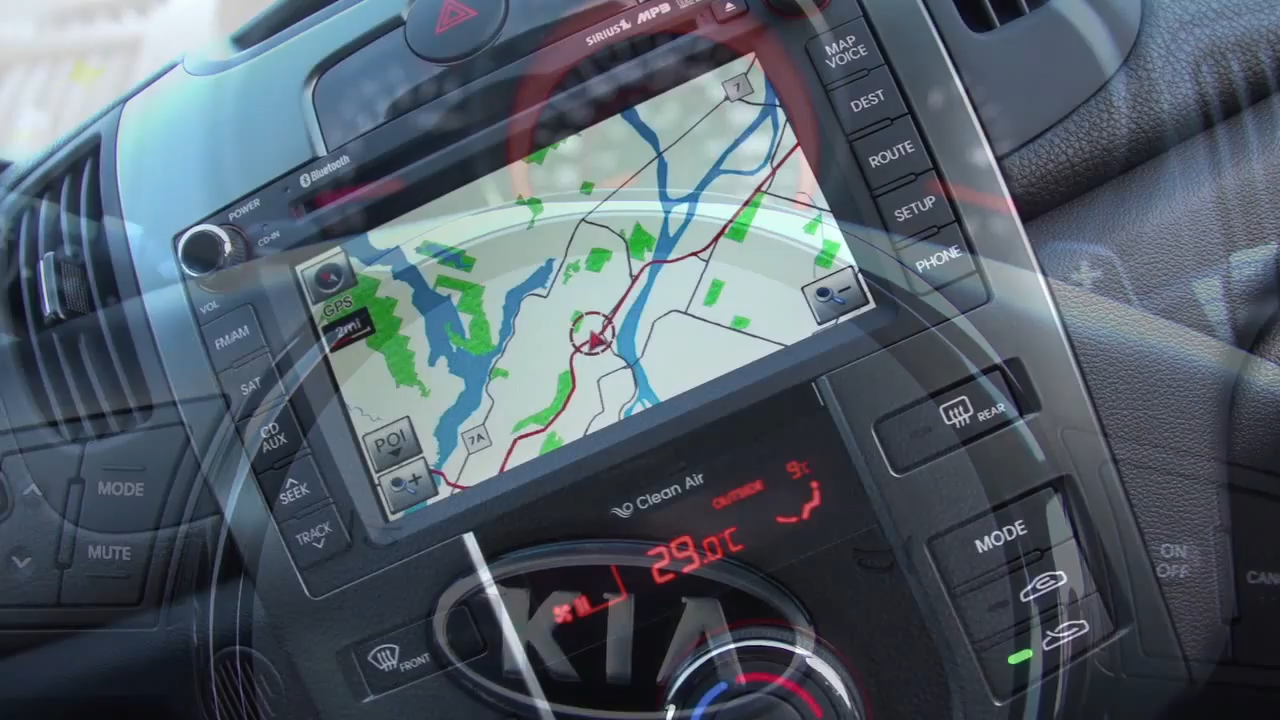 SIRIUS MP3
Bluetooth
POWER
CD-IN
VOL
FM/AM
SAT
CD
AUX
SEEK
TRACK
MAP
VOICE
DEST
ROUTE
SETUP
PHONE
7
GPS
2mi
POI
7A
Clean Air
OUTSIDE 9°C
29.0°C
REAR
FRONT
MODE
MODE
MUTE
ON
OFF
KIA